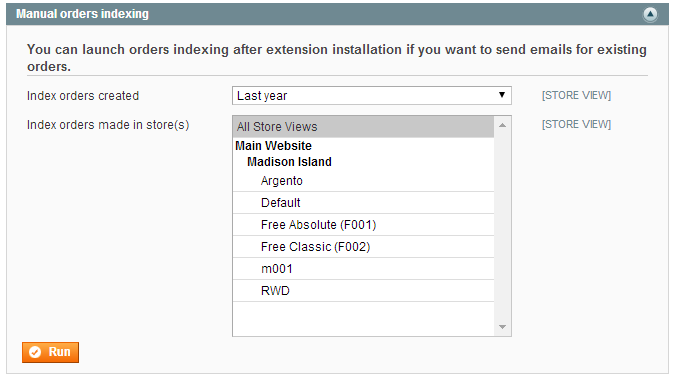 Manual orders indexing
You can launch orders indexing after extension installation if you want to send emails for existing
orders.
Index orders created Last year [STORE VIEW]
Index orders made in store(s) All Store Views [STORE VIEW]
Main Website
Madison Island
Argento
Default
Free Absolute (F001)
Free Classic (F002)
m001
RWD
Run